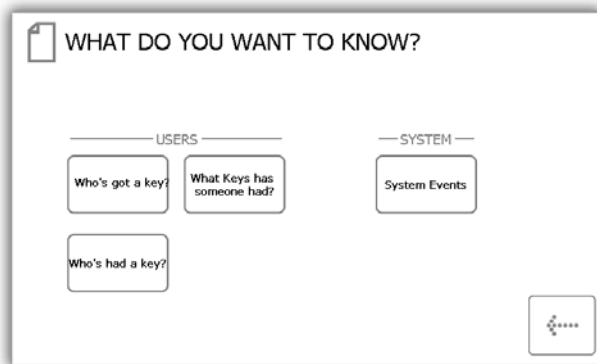 WHAT DO YOU WANT TO KNOW?
USERS
SYSTEM
Who's got a key?
What Keys has
someone had?
System Events
Who's had a key?